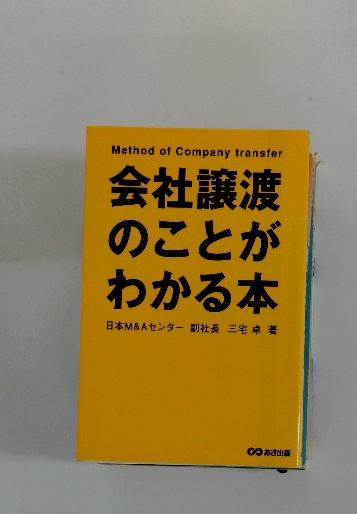 Method of Company transfer
会社譲渡
のことが
わかる本
日本M&Aセンター 副社長 三宅 卓 著
あさ出版